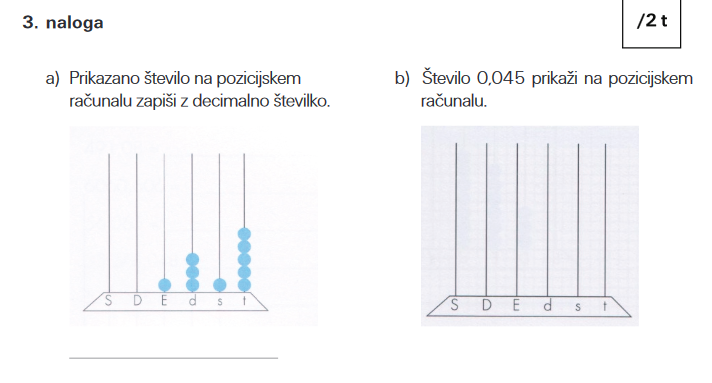 3. naloga
/2 t
a) Prikazano število na pozicijskem
računalu zapiši z decimalno številko.
b) Število 0,045 prikaži na pozicijskem
računalu.
S D E d s t
S D E d s t